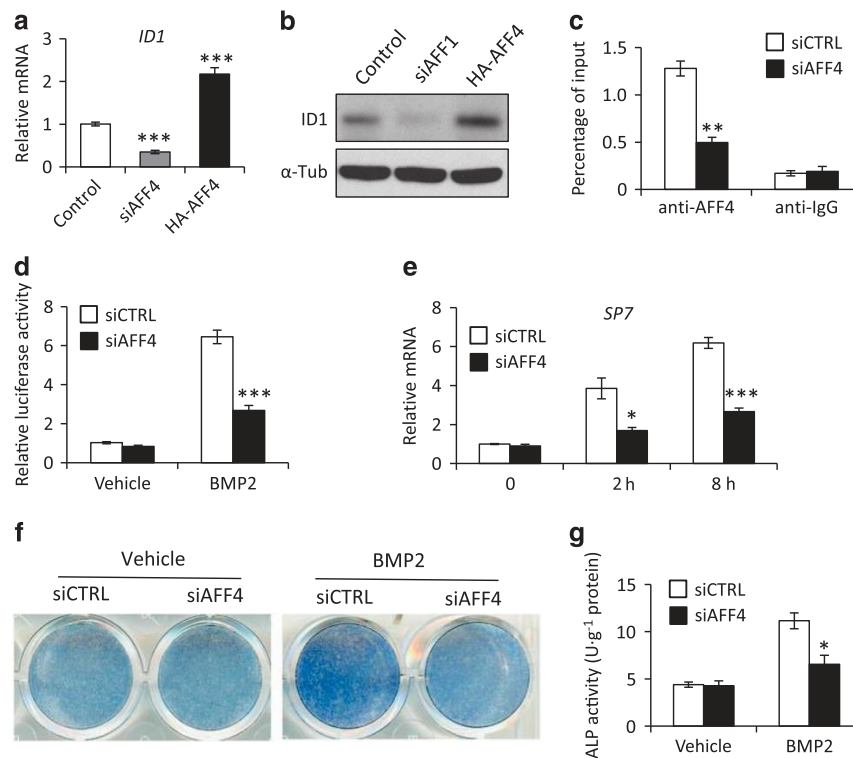 a
ID1
Relative mRNA
3
2
1
0
***
***
Control
siAFF4
HA-AFF4
b
Control
siAFF1
HA-AFF4
ID1
α-Tub
c
Percentage of input
1.5
1.0
0.5
0
siCTRL
siAFF4
**
anti-AFF4
anti-IgG
d
Relative luciferase activity
8
6
4
2
0
siCTRL
siAFF4
***
Vehicle
BMP2
e
SP7
Relative mRNA
8
6
4
2
0
siCTRL
siAFF4
*
***
0
2 h
8 h
f
Vehicle
BMP2
siCTRL
siAFF4
siCTRL
siAFF4
g
ALP activity (U·g⁻¹ protein)
15
10
5
0
siCTRL
siAFF4
*
Vehicle
BMP2